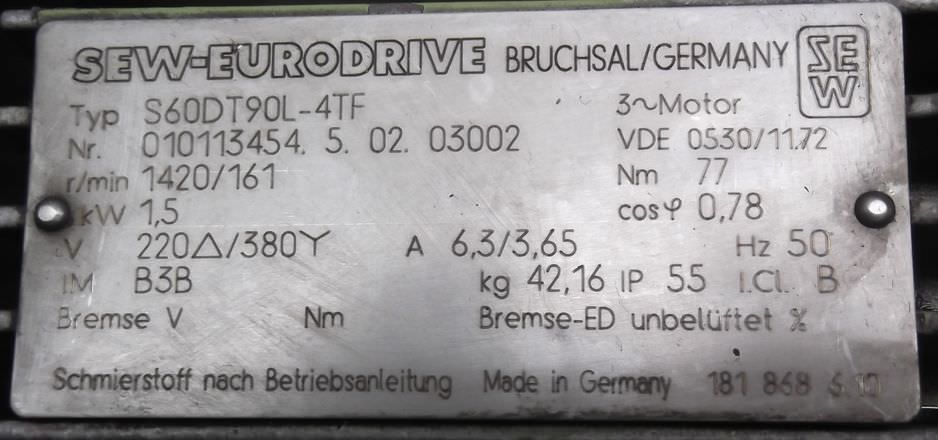 SEW-EURODRIVE BRUCHSAL/GERMANY SEW
Typ S60DT90L-4TF 3~Motor
Nr. 010113454. 5. 02. 03002 VDE 0530/11.72
r/min 1420/161 Nm 77
kW 1,5 cosφ 0,78
V 220△/380Y A 6,3/3,65 Hz 50
IM B3B kg 42,16 IP 55 I.Cl. B
Bremse V Nm Bremse-ED unbelüftet %
Schmierstoff nach Betriebsanleitung Made in Germany 181 868 6.10